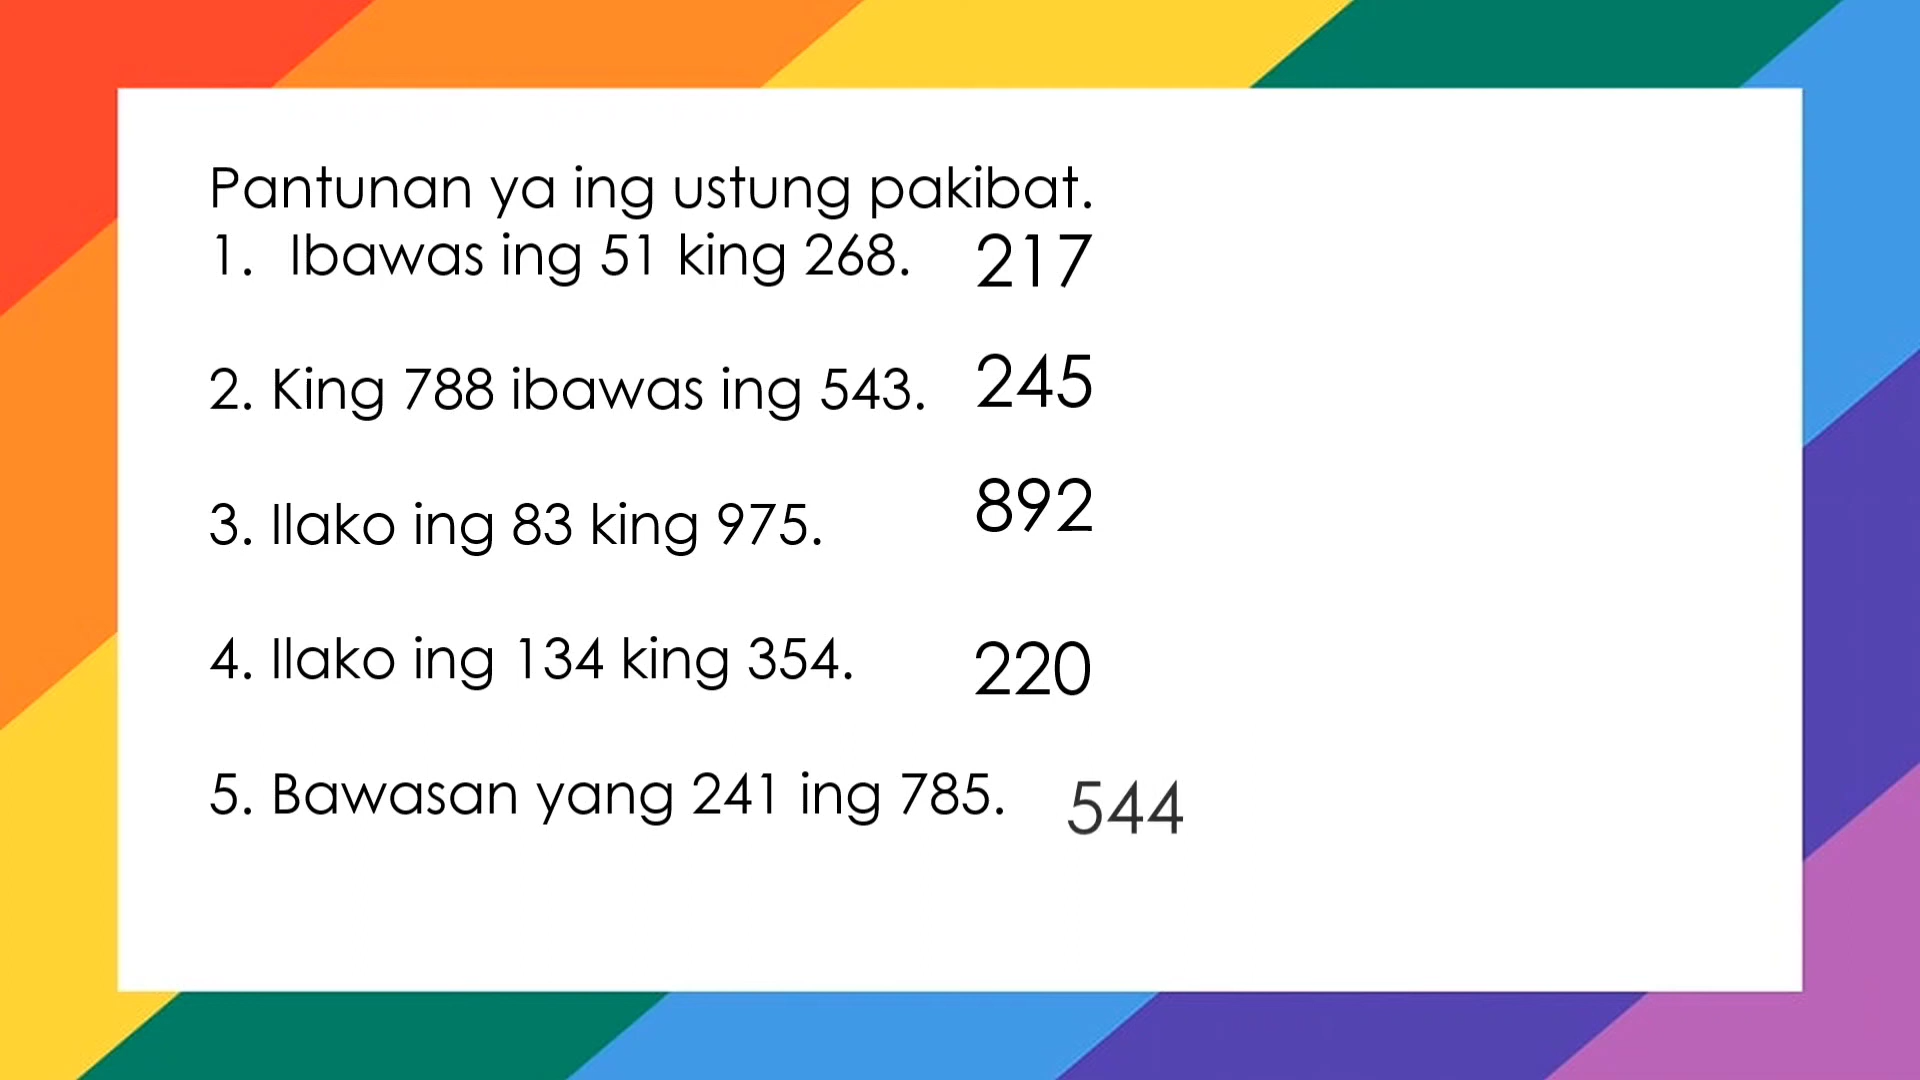 Pantunan ya ing ustung pakibat.
1. Ibawas ing 51 king 268. 217
2. King 788 ibawas ing 543. 245
3. Ilako ing 83 king 975. 892
4. Ilako ing 134 king 354. 220
5. Bawasan yang 241 ing 785. 544